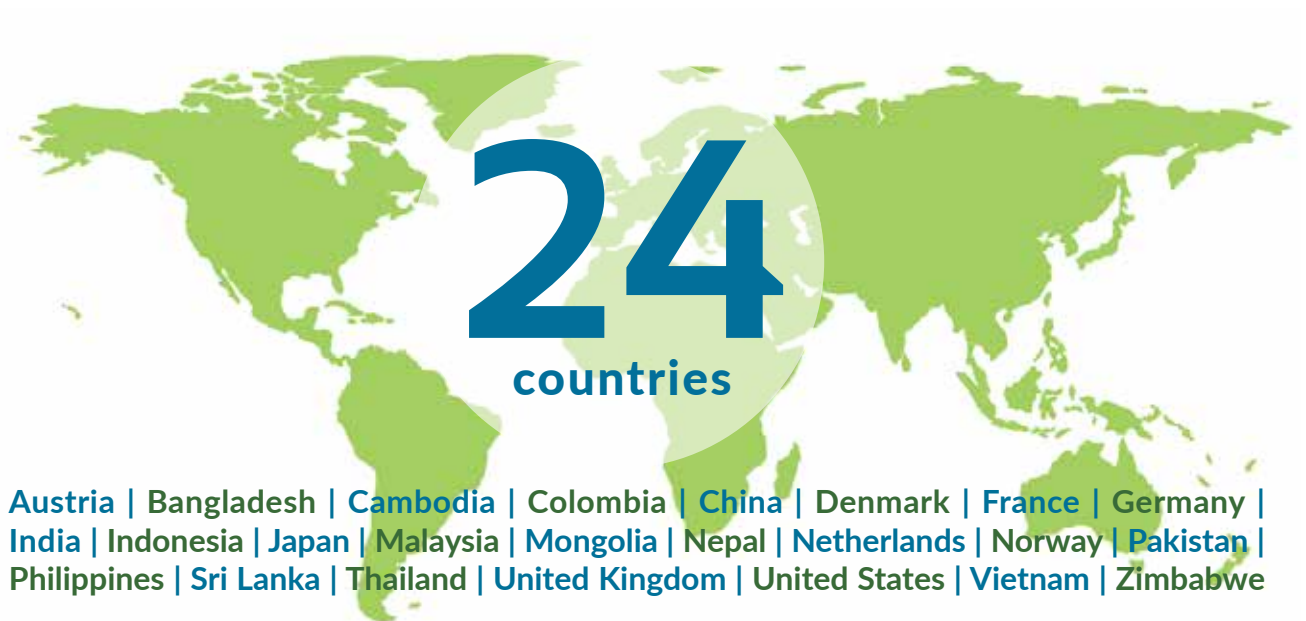 24
countries
Austria | Bangladesh | Cambodia | Colombia | China | Denmark | France | Germany |
India | Indonesia | Japan | Malaysia | Mongolia | Nepal | Netherlands | Norway | Pakistan |
Philippines | Sri Lanka | Thailand | United Kingdom | United States | Vietnam | Zimbabwe